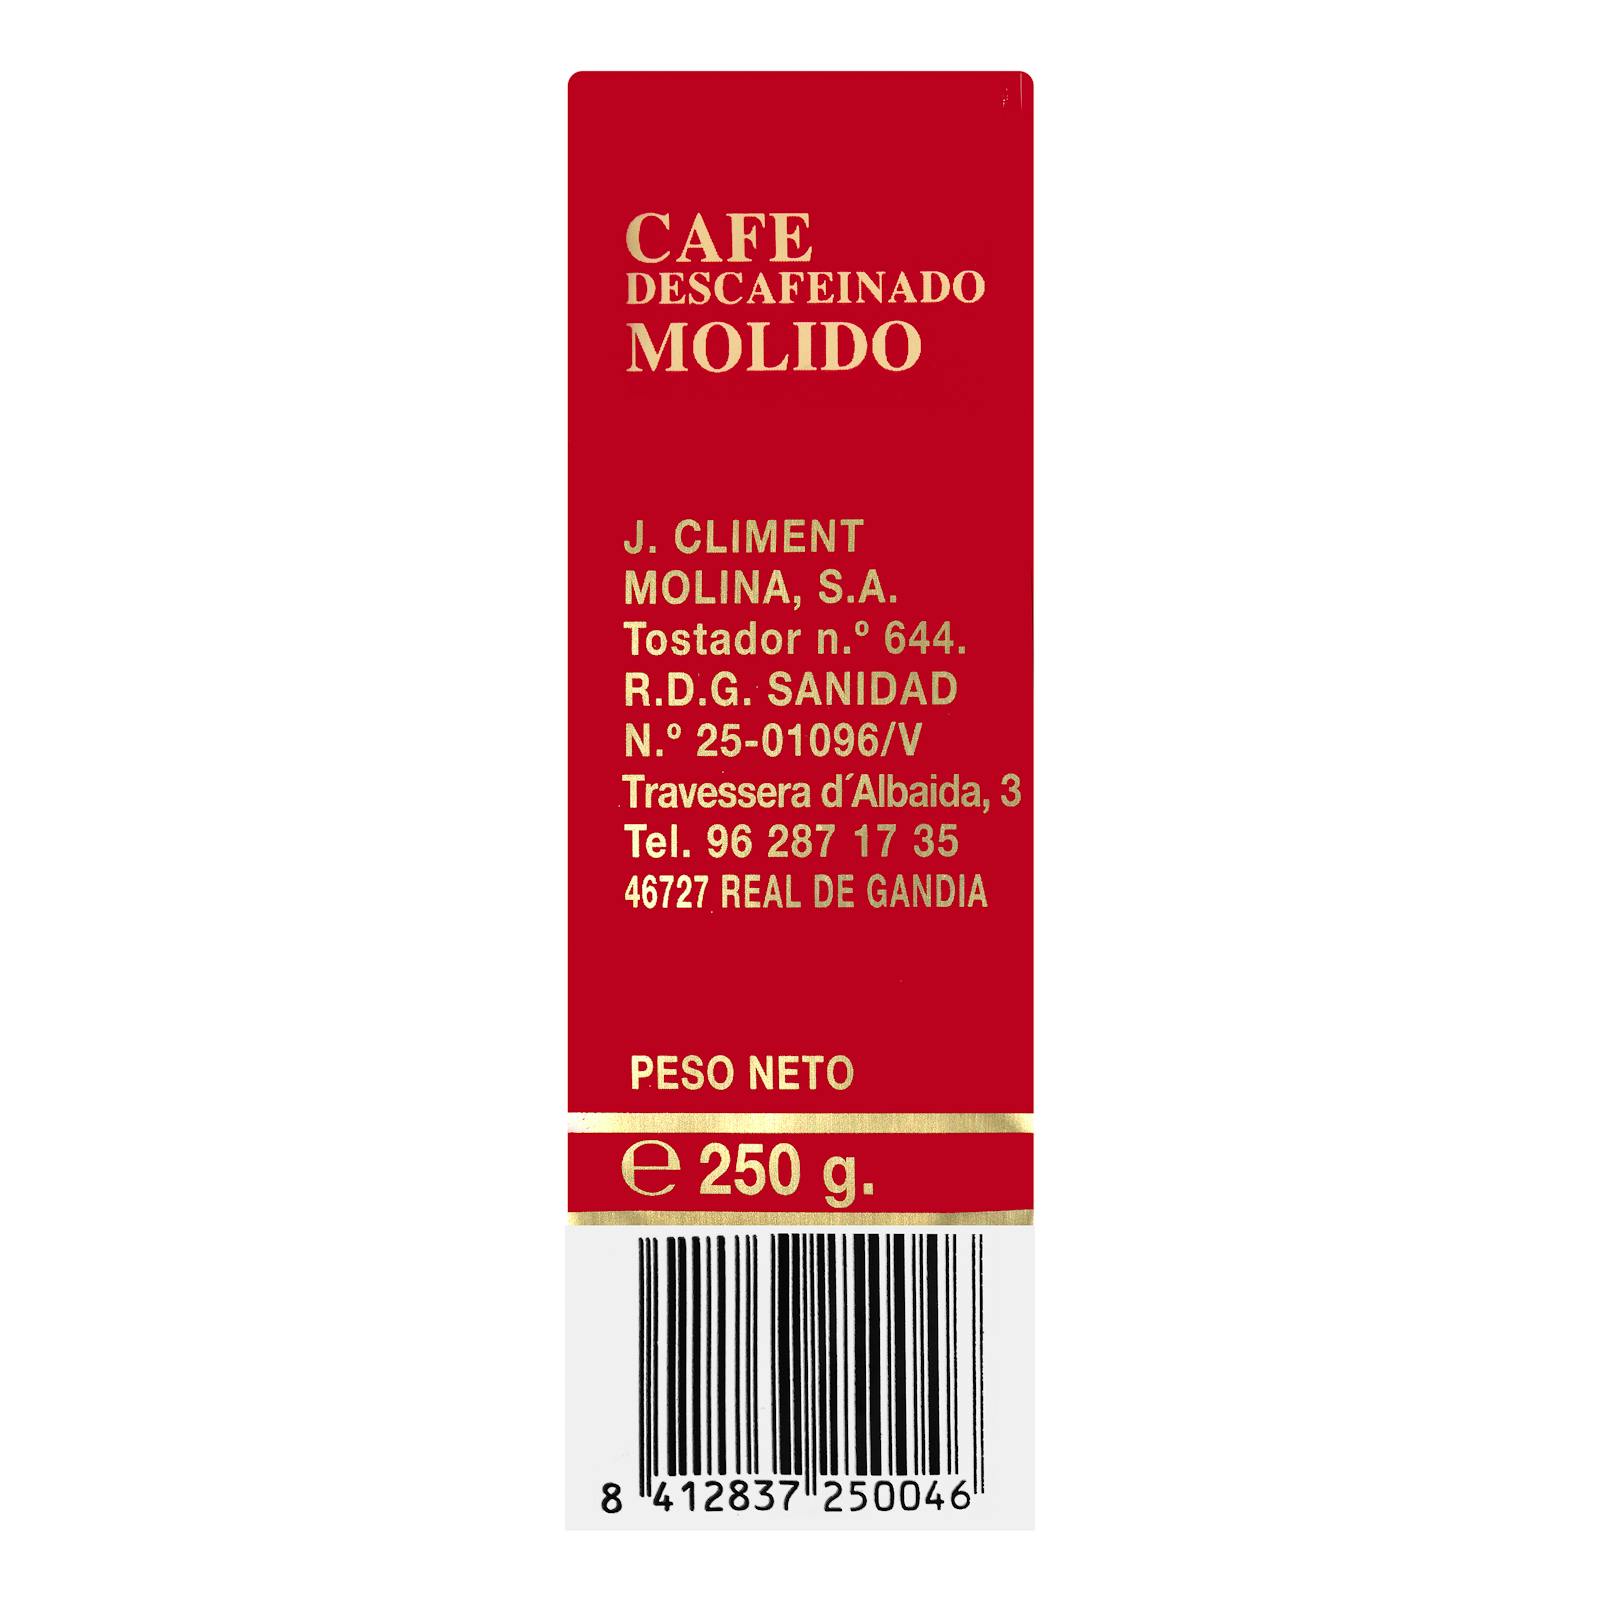 CAFE
DESCAFEINADO
MOLIDO
J. CLIMENT
MOLINA, S.A.
Tostador n.º 644.
R.D.G. SANIDAD
N.º 25-01096/V
Travessera d´Albaida, 3
Tel. 96 287 17 35
46727 REAL DE GANDIA
PESO NETO
℮ 250 g.
8 412837 250046